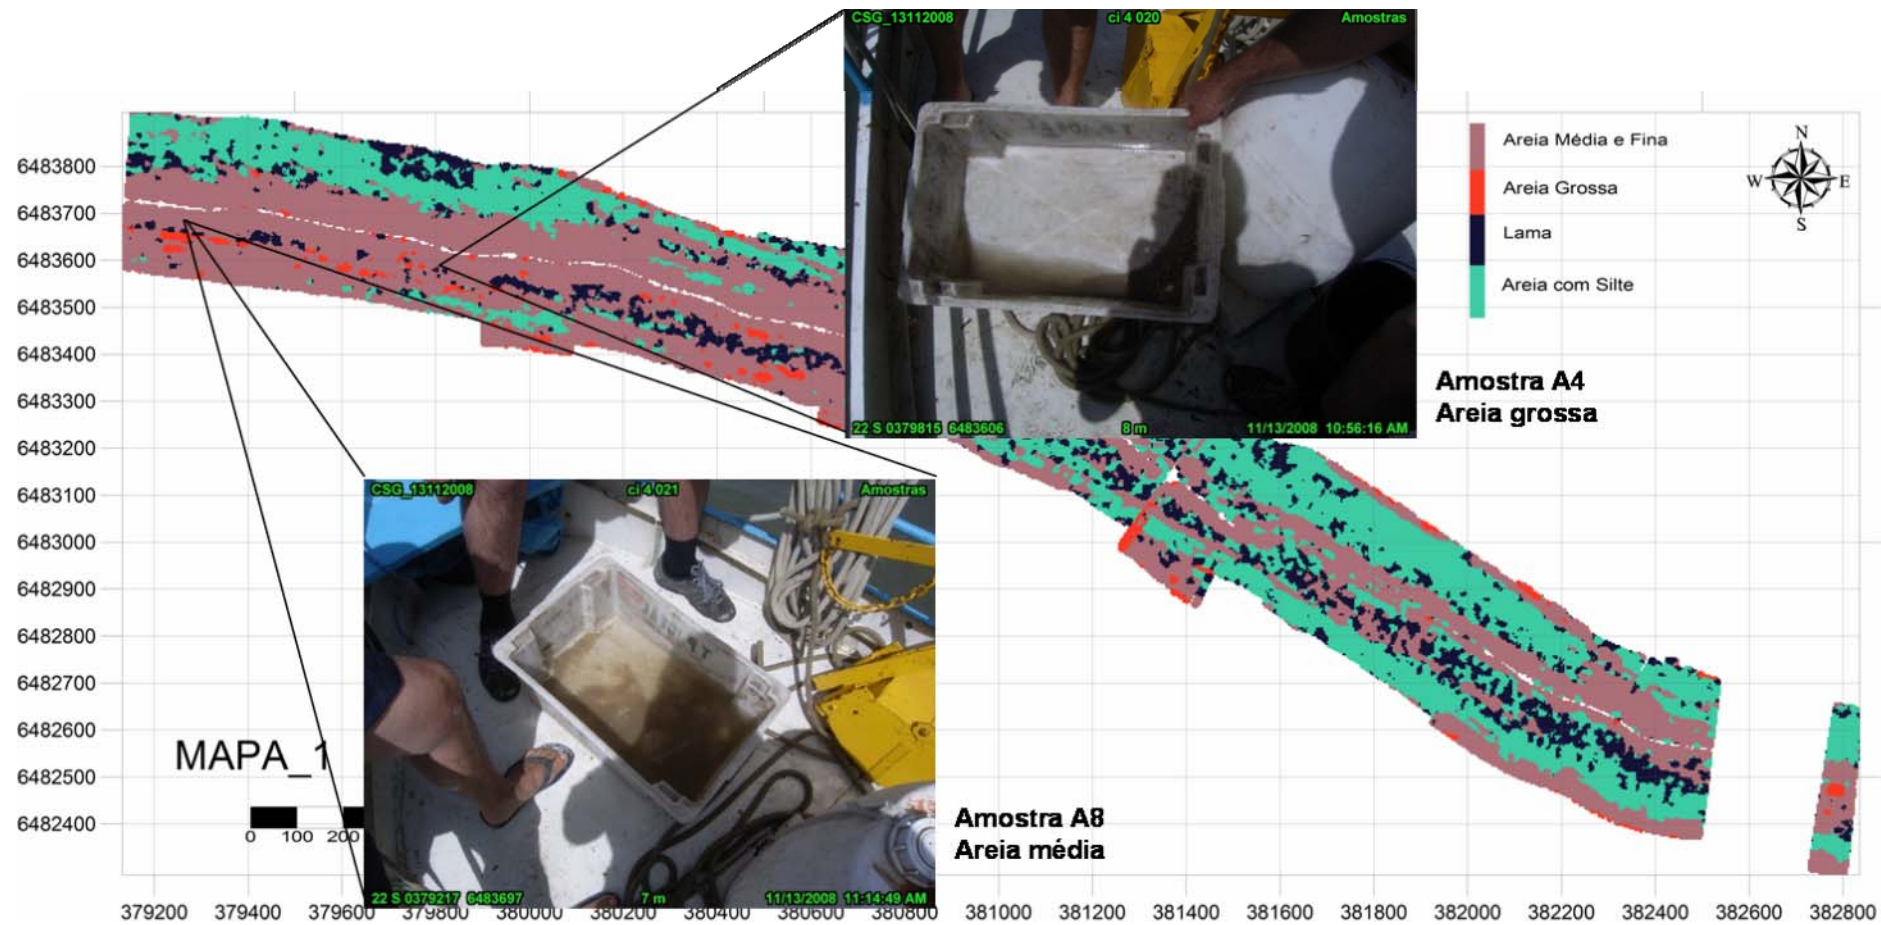 CSG_13112008 ci 4 020 Amostras
22 S 0379815 6483606 8 m 11/13/2008 10:56:16 AM
Areia Média e Fina
Areia Grossa
Lama
Areia com Silte
N
W E
S
6483800
6483700
6483600
6483500
6483400
6483300
6483200
6483100
6483000
6482900
6482800
6482700
6482600
6482500
6482400
Amostra A4
Areia grossa
CSG_13112008 ci 4 021 Amostras
22 S 0379217 6483697 7 m 11/13/2008 11:14:49 AM
MAPA_1
0 100 200
Amostra A8
Areia média
379200 379400 379600 379800 380000 380200 380400 380600 380800 381000 381200 381400 381600 381800 382000 382200 382400 382600 382800